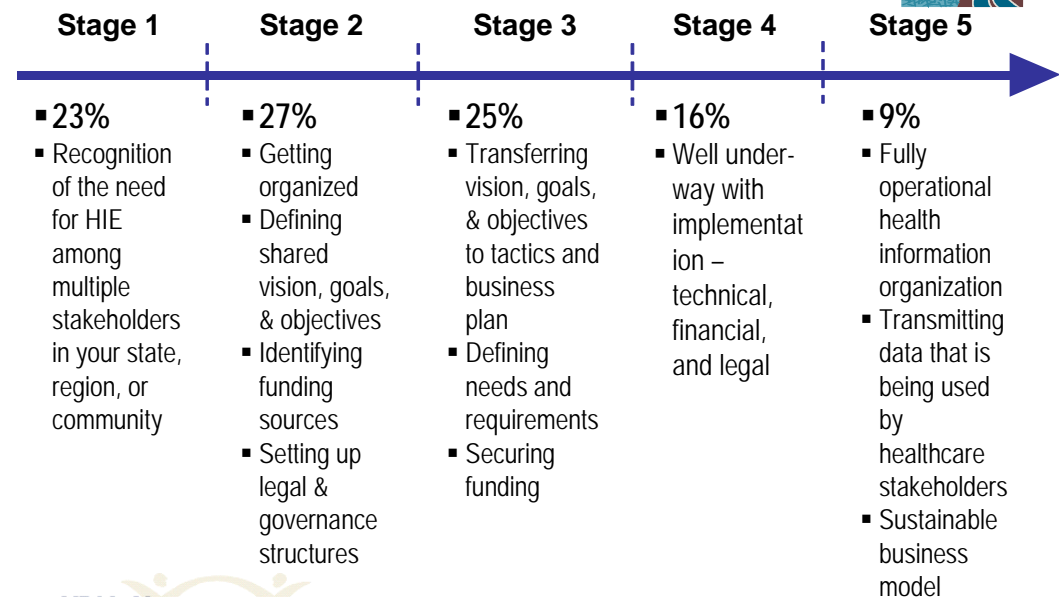 Stage 1
Stage 2
Stage 3
Stage 4
Stage 5
▪ 23%
▪ Recognition
of the need
for HIE
among
multiple
stakeholders
in your state,
region, or
community
▪ 27%
▪ Getting
organized
▪ Defining
shared
vision, goals,
& objectives
▪ Identifying
funding
sources
▪ Setting up
legal &
governance
structures
▪ 25%
▪ Transferring
vision, goals,
& objectives
to tactics and
business
plan
▪ Defining
needs and
requirements
▪ Securing
funding
▪ 16%
▪ Well under-
way with
implementat
ion –
technical,
financial,
and legal
▪ 9%
▪ Fully
operational
health
information
organization
▪ Transmitting
data that is
being used
by
healthcare
stakeholders
▪ Sustainable
business
model